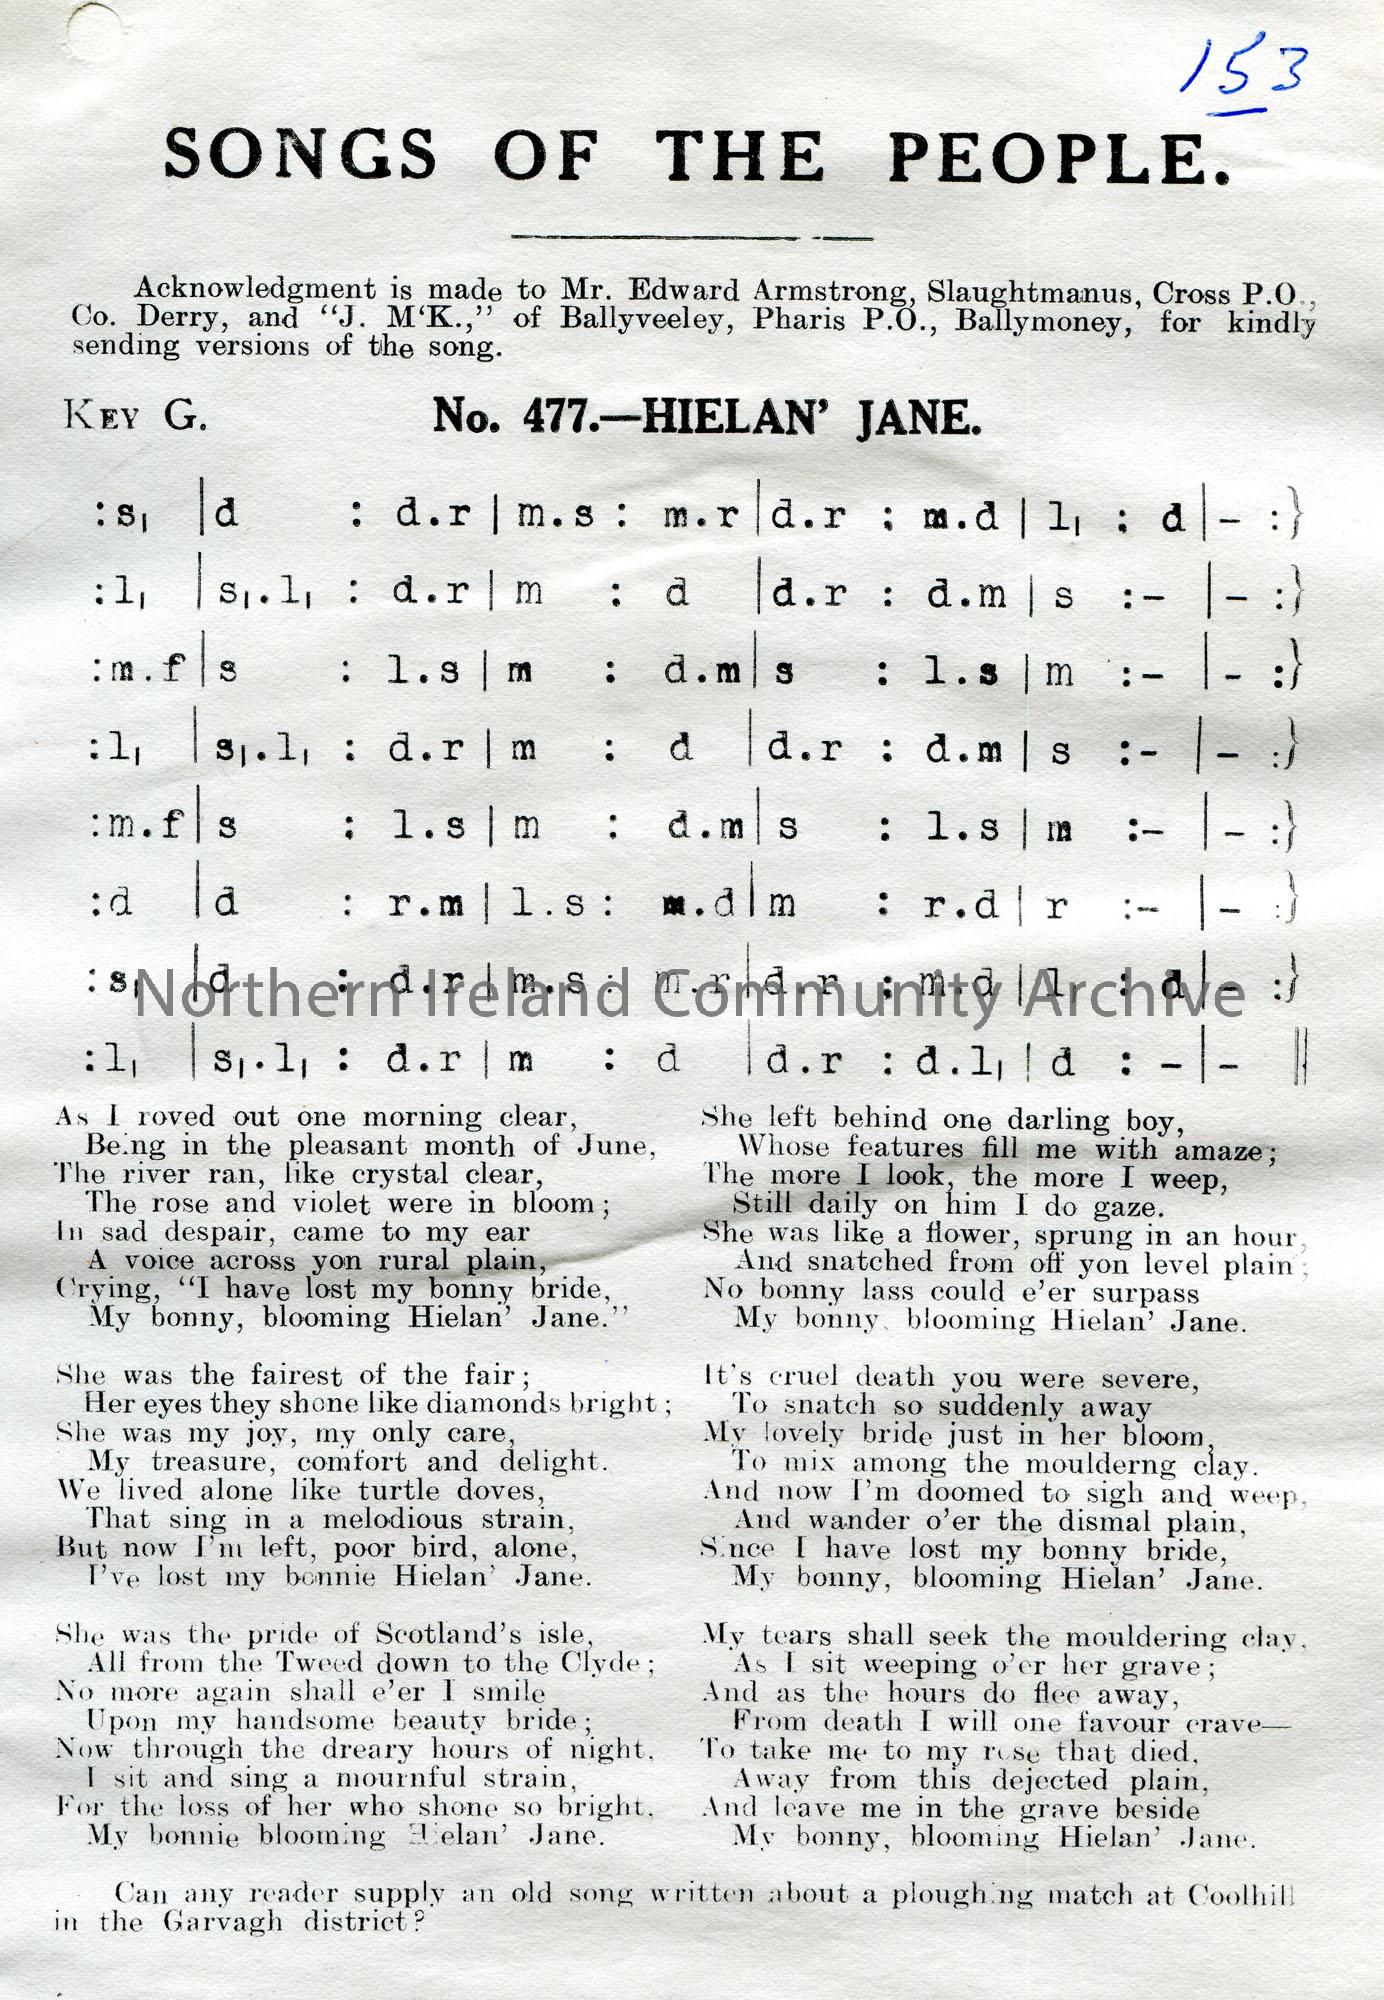 153
SONGS OF THE PEOPLE.
Acknowledgment is made to Mr. Edward Armstrong, Slaughtmanus, Cross P.O.,
Co. Derry, and “J. M‘K.,” of Ballyveeley, Pharis P.O., Ballymoney, for kindly
sending versions of the song.
KEY G. No. 477.—HIELAN’ JANE.
:s₁ |d : d.r | m.s : m.r |d.r : m.d | l₁ : d | – :}
:l₁ |s₁.l₁ : d.r | m : d |d.r : d.m | s :– | – :}
:m.f |s : l.s | m : d.m | s : l.s | m :– | – :}
:l₁ |s₁.l₁ : d.r | m : d |d.r : d.m | s :– | – :}
:m.f |s : l.s | m : d.m | s : l.s | m :– | – :}
:d |d : r.m | l.s : m.d | m : r.d | r :– | – :}
:s₁ |d : d.r | m.s : m.r |d.r : m.d | l : d | – :}
:l₁ |s₁.l₁ : d.r | m : d |d.r : d.l₁ | d : – | – ||
Northern Ireland Community Archive
As I roved out one morning clear,
Being in the pleasant month of June,
The river ran, like crystal clear,
The rose and violet were in bloom;
In sad despair, came to my ear
A voice across yon rural plain,
Crying, “I have lost my bonny bride,
My bonny, blooming Hielan’ Jane.”
She was the fairest of the fair;
Her eyes they shone like diamonds bright;
She was my joy, my only care,
My treasure, comfort and delight.
We lived alone like turtle doves,
That sing in a melodious strain,
But now I’m left, poor bird, alone,
I’ve lost my bonnie Hielan’ Jane.
She was the pride of Scotland’s isle,
All from the Tweed down to the Clyde;
No more again shall e’er I smile
Upon my handsome beauty bride;
Now through the dreary hours of night,
I sit and sing a mournful strain,
For the loss of her who shone so bright,
My bonnie blooming Hielan’ Jane.
She left behind one darling boy,
Whose features fill me with amaze;
The more I look, the more I weep,
Still daily on him I do gaze.
She was like a flower, sprung in an hour,
And snatched from off yon level plain;
No bonny lass could e’er surpass
My bonny, blooming Hielan’ Jane.
It’s cruel death you were severe,
To snatch so suddenly away
My lovely bride just in her bloom,
To mix among the moulderng clay.
And now I’m doomed to sigh and weep,
And wander o’er the dismal plain,
Since I have lost my bonny bride,
My bonny, blooming Hielan’ Jane.
My tears shall seek the mouldering clay,
As I sit weeping o’er her grave;
And as the hours do flee away,
From death I will one favour crave—
To take me to my rose that died,
Away from this dejected plain,
And leave me in the grave beside
My bonny, blooming Hielan’ Jane.
Can any reader supply an old song written about a ploughing match at Coolhill
in the Garvagh district?